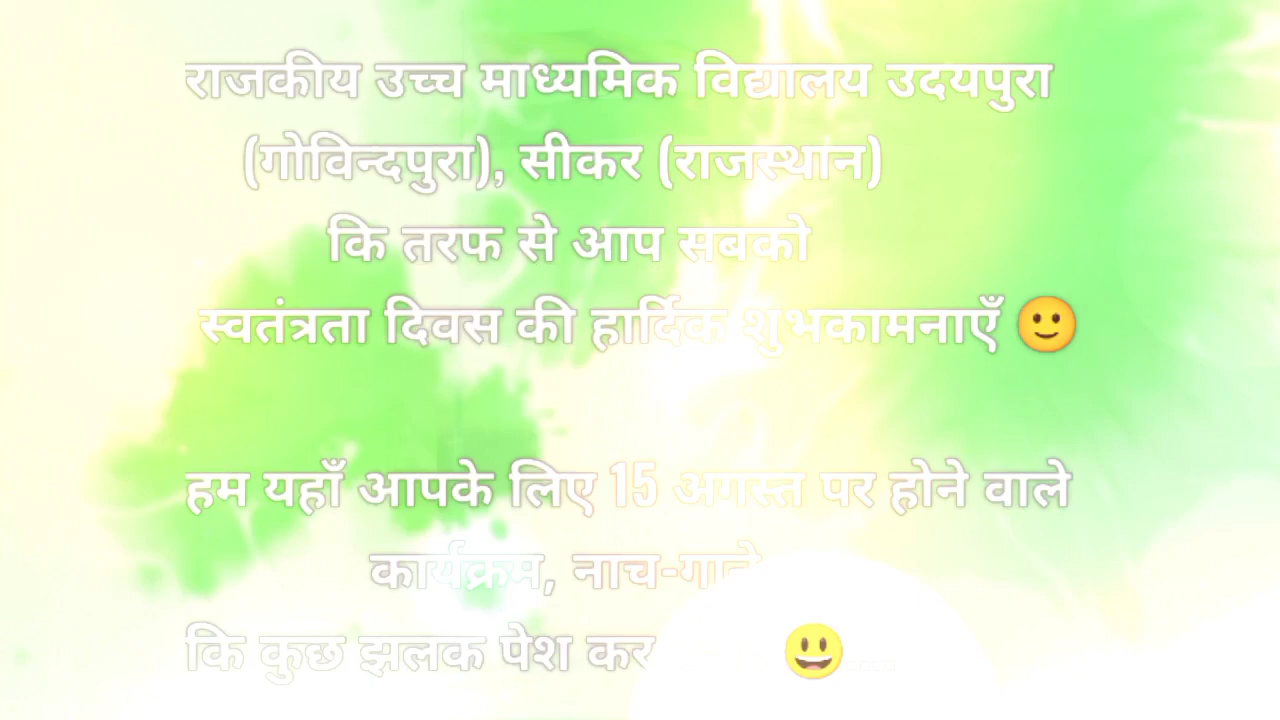 राजकीय उच्च माध्यमिक विद्यालय उदयपुरा
(गोविन्दपुरा), सीकर (राजस्थान)
कि तरफ से आप सबको
स्वतंत्रता दिवस की हार्दिक शुभकामनाएँ 🙂
हम यहाँ आपके लिए 15 अगस्त पर होने वाले
कार्यक्रम, नाच-गाने
कि कुछ झलक पेश कर 😃